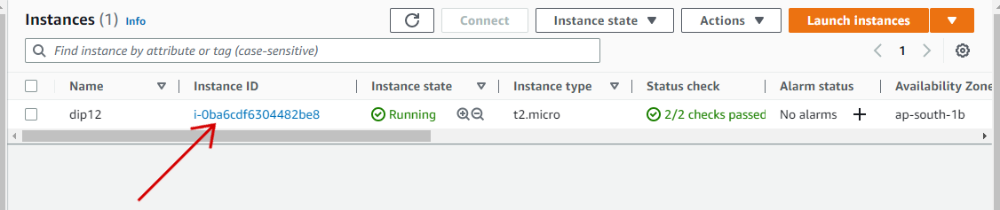 Instances (1) Info
Connect Instance state Actions Launch instances
Find instance by attribute or tag (case-sensitive)
1
Name Instance ID Instance state Instance type Status check Alarm status Availability Zone
dip12 i-0ba6cdf6304482be8 Running t2.micro 2/2 checks passed No alarms ap-south-1b